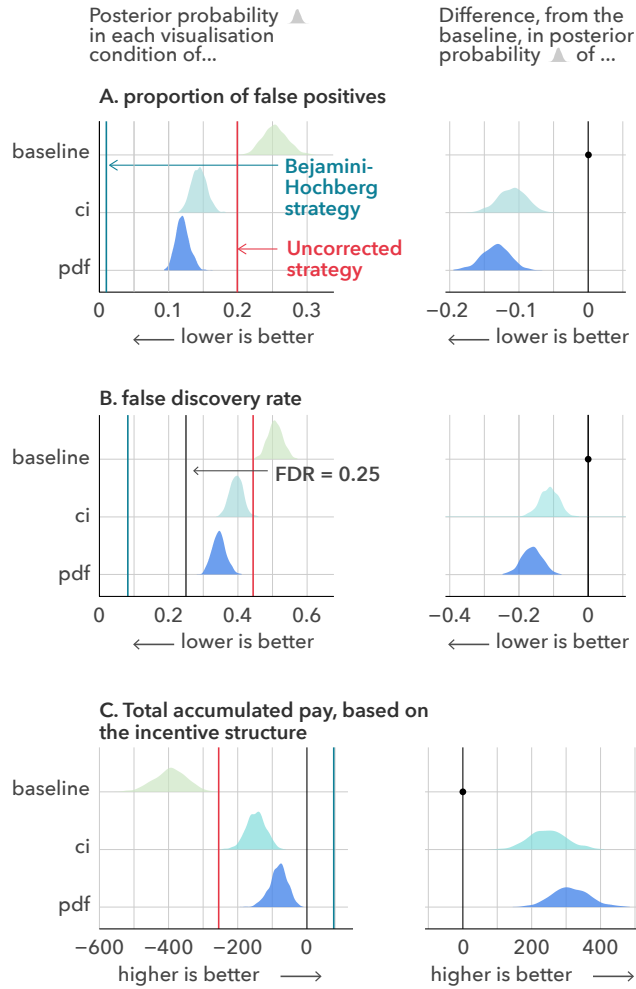 Posterior probability
in each visualisation
condition of...
Difference, from the
baseline, in posterior
probability of ...
A. proportion of false positives
baseline
ci
pdf
Bejamini-
Hochberg
strategy
Uncorrected
strategy
0 0.1 0.2 0.3
lower is better
−0.2 −0.1 0
lower is better
B. false discovery rate
baseline
ci
pdf
FDR = 0.25
0 0.2 0.4 0.6
lower is better
−0.4 −0.2 0
lower is better
C. Total accumulated pay, based on
the incentive structure
baseline
ci
pdf
−600 −400 −200 0
higher is better
0 200 400
higher is better